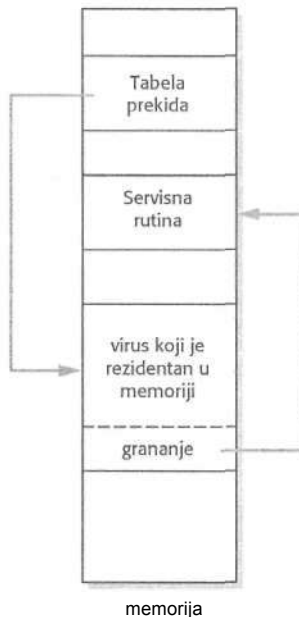 Tabela
prekida
Servisna
rutina
virus koji je
rezidentan u
memoriji
grananje
memorija